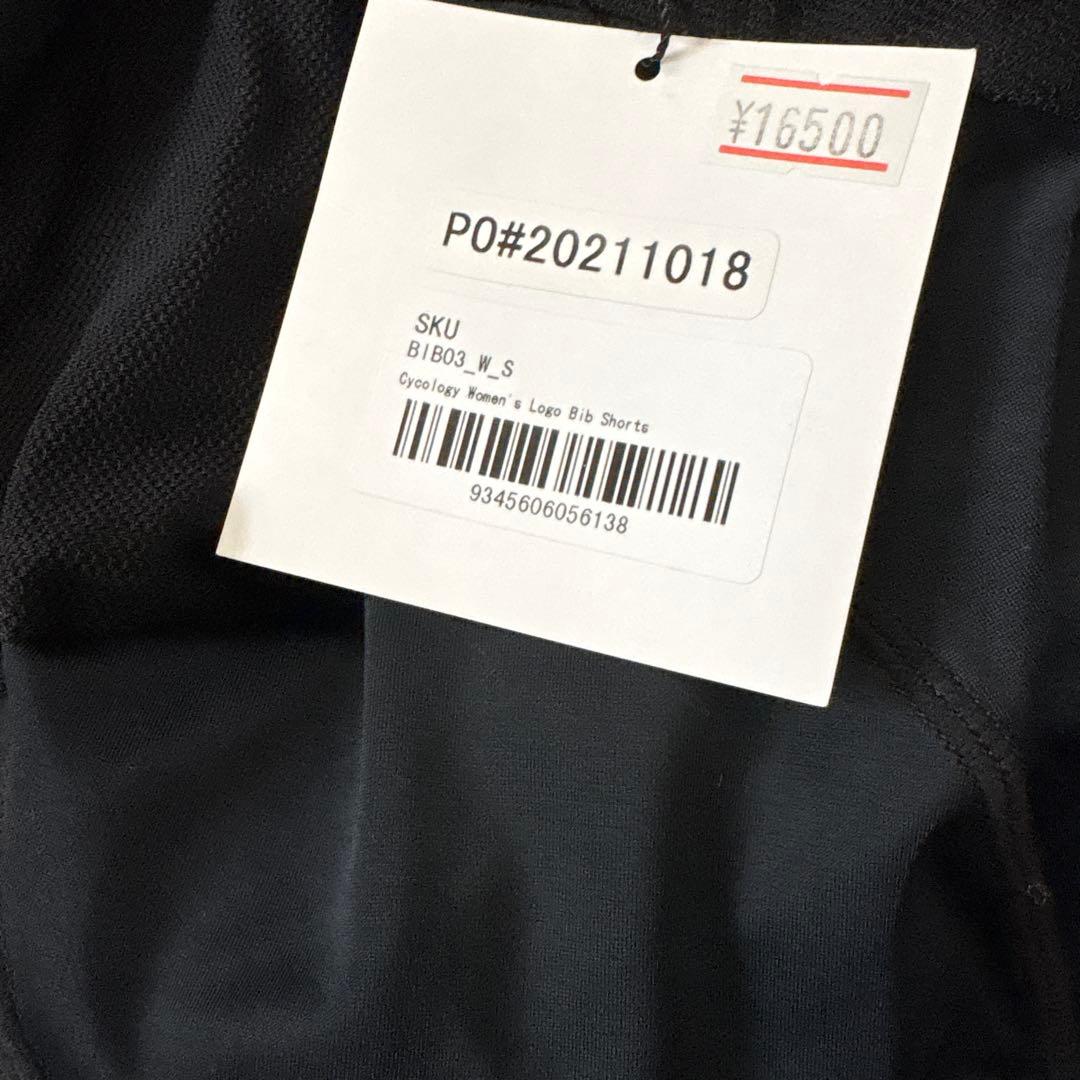 ¥16500
PO#20211018
SKU
BIB03_W_S
Cycology Women's Logo Bib Shorts
9345606056138